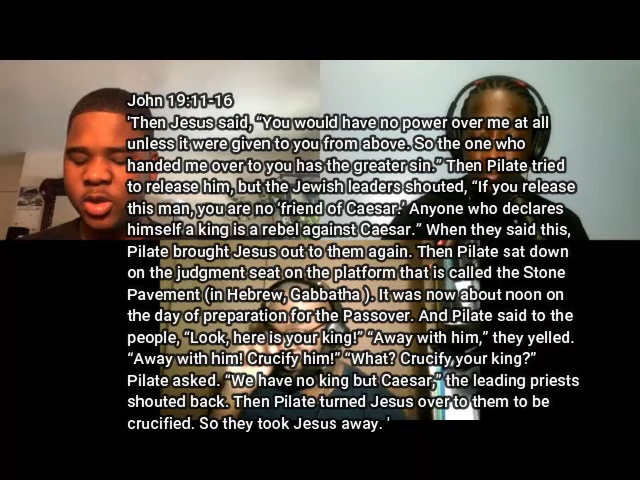 John 19:11-16
'Then Jesus said, “You would have no power over me at all
unless it were given to you from above. So the one who
handed me over to you has the greater sin.” Then Pilate tried
to release him, but the Jewish leaders shouted, “If you release
this man, you are no ‘friend of Caesar.’ Anyone who declares
himself a king is a rebel against Caesar.” When they said this,
Pilate brought Jesus out to them again. Then Pilate sat down
on the judgment seat on the platform that is called the Stone
Pavement (in Hebrew, Gabbatha ). It was now about noon on
the day of preparation for the Passover. And Pilate said to the
people, “Look, here is your king!” “Away with him,” they yelled.
“Away with him! Crucify him!” “What? Crucify your king?”
Pilate asked. “We have no king but Caesar,” the leading priests
shouted back. Then Pilate turned Jesus over to them to be
crucified. So they took Jesus away. '